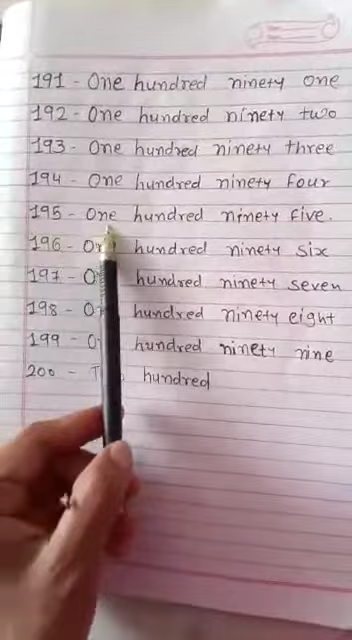 191 - One hundred ninety one
192 - One hundred ninety two
193 - One hundred ninety three
194 - One hundred ninety four
195 - One hundred ninety five.
196 - hundred ninety six
197 - hundred ninety seven
198 - hundred ninety eight
199 - hundred ninety nine
200 - hundred